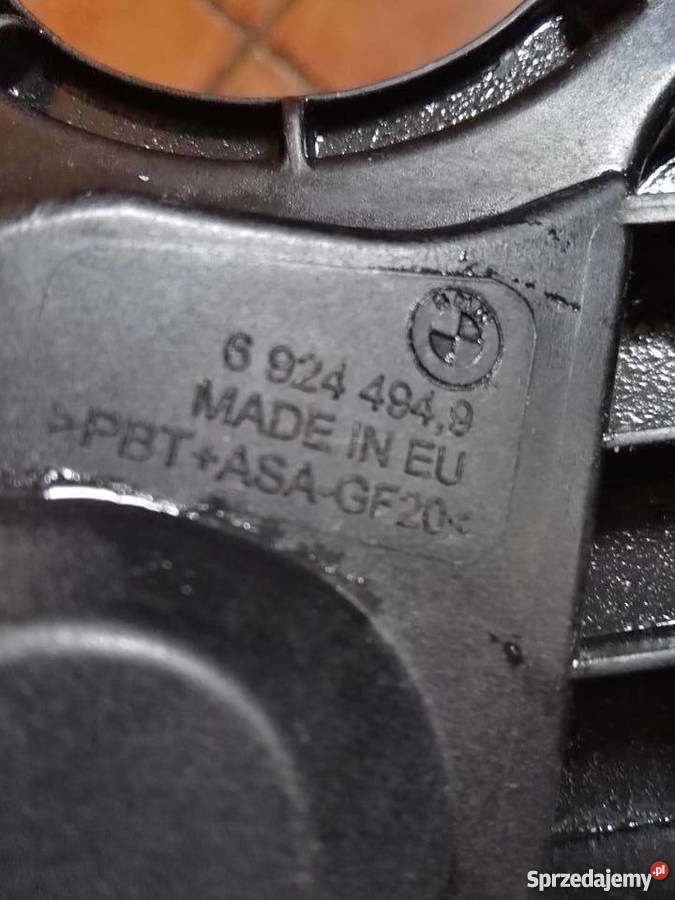 BMW
6 924 494,9
MADE IN EU
>PBT+ASA-GF20<
Sprzedajemy.pl